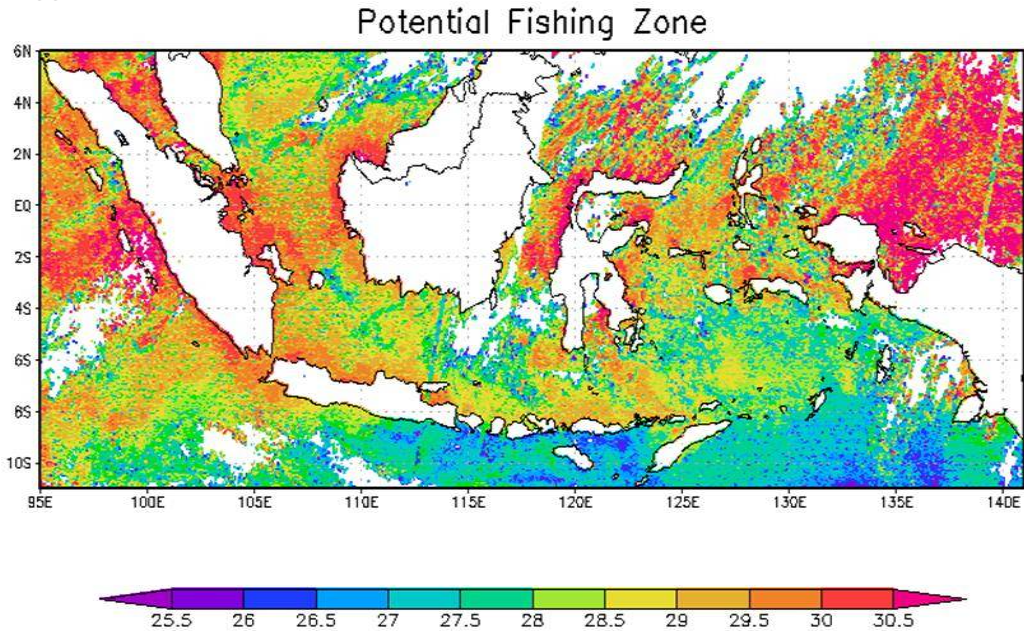 Potential Fishing Zone
6N
4N
2N
EQ
2S
4S
6S
8S
10S
95E 100E 105E 110E 115E 120E 125E 130E 135E 140E
25.5 26 26.5 27 27.5 28 28.5 29 29.5 30 30.5